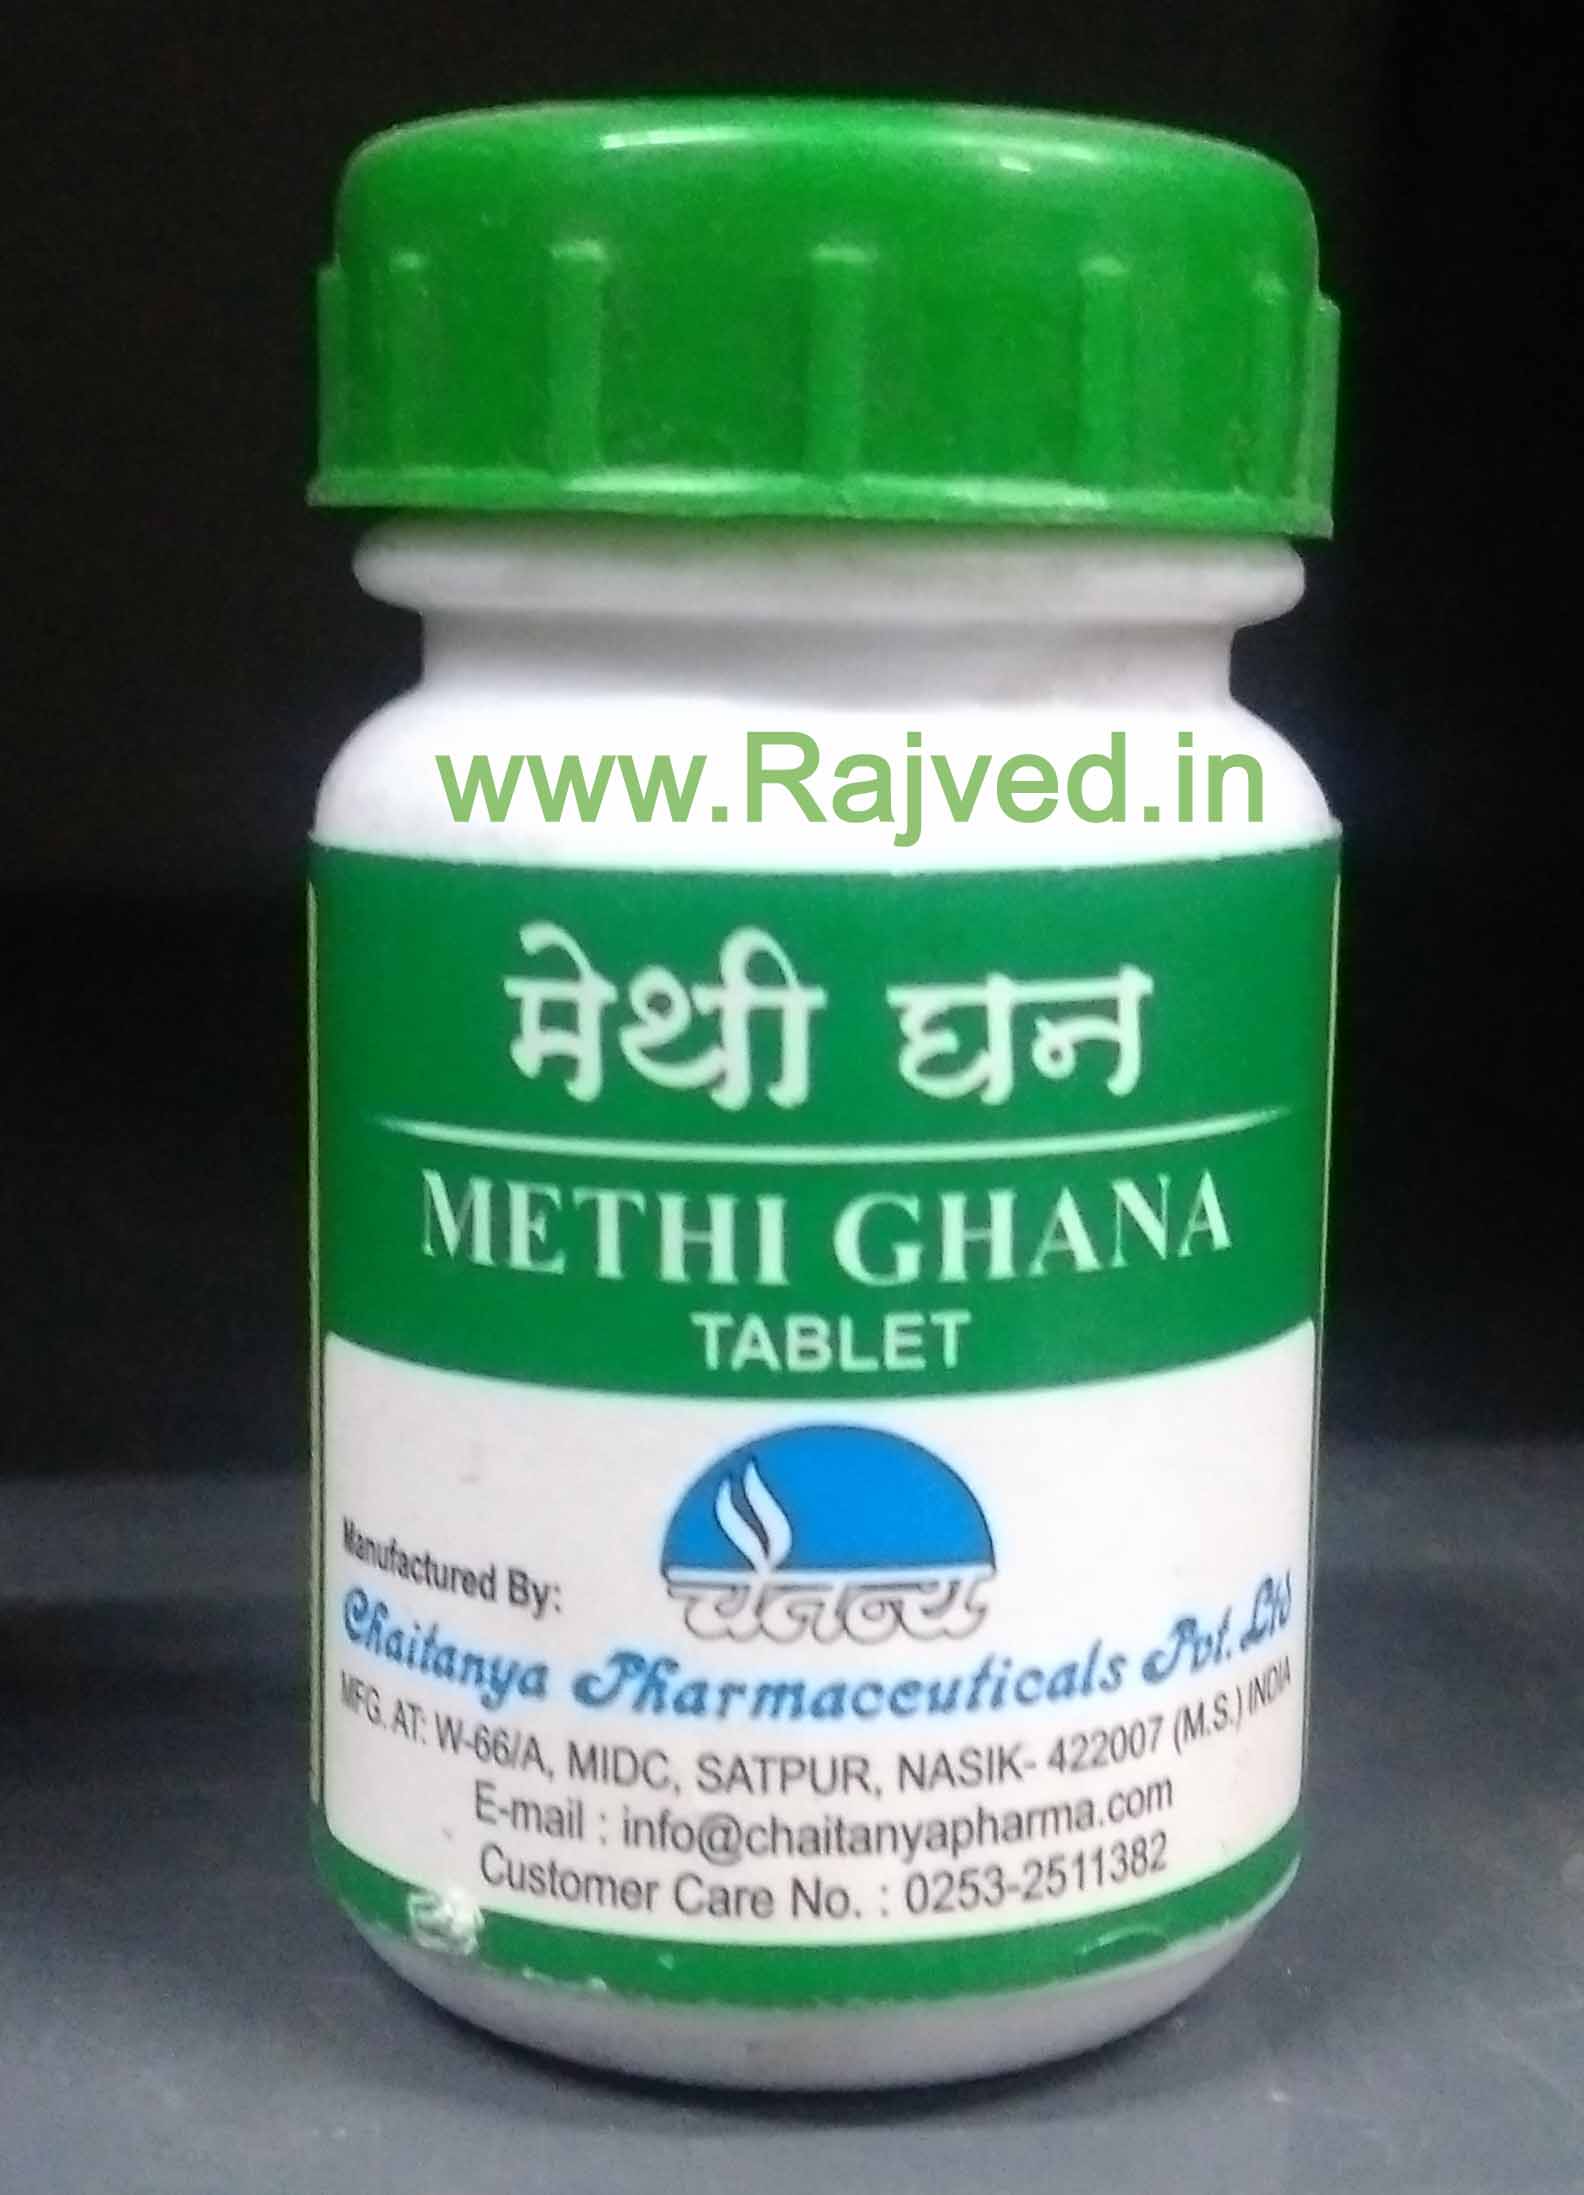 www.Rajved.in
मेथी घन
METHI GHANA
TABLET
चैतन्य
Manufactured By:
Chaitanya Pharmaceuticals Pvt. Ltd
MFG. AT: W-66/A, MIDC, SATPUR, NASIK- 422007 (M.S.) INDIA
E-mail : info@chaitanyapharma.com
Customer Care No. : 0253-2511382